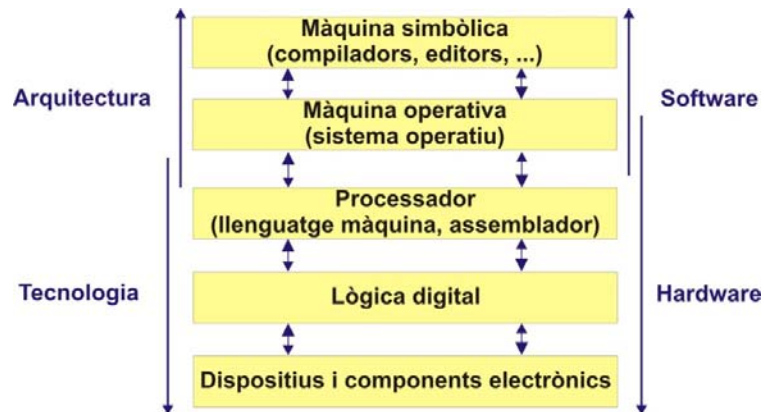 Màquina simbòlica
(compiladors, editors, ...)
Arquitectura
Software
Màquina operativa
(sistema operatiu)
Processador
(llenguatge màquina, assemblador)
Tecnologia
Lògica digital
Hardware
Dispositius i components electrònics